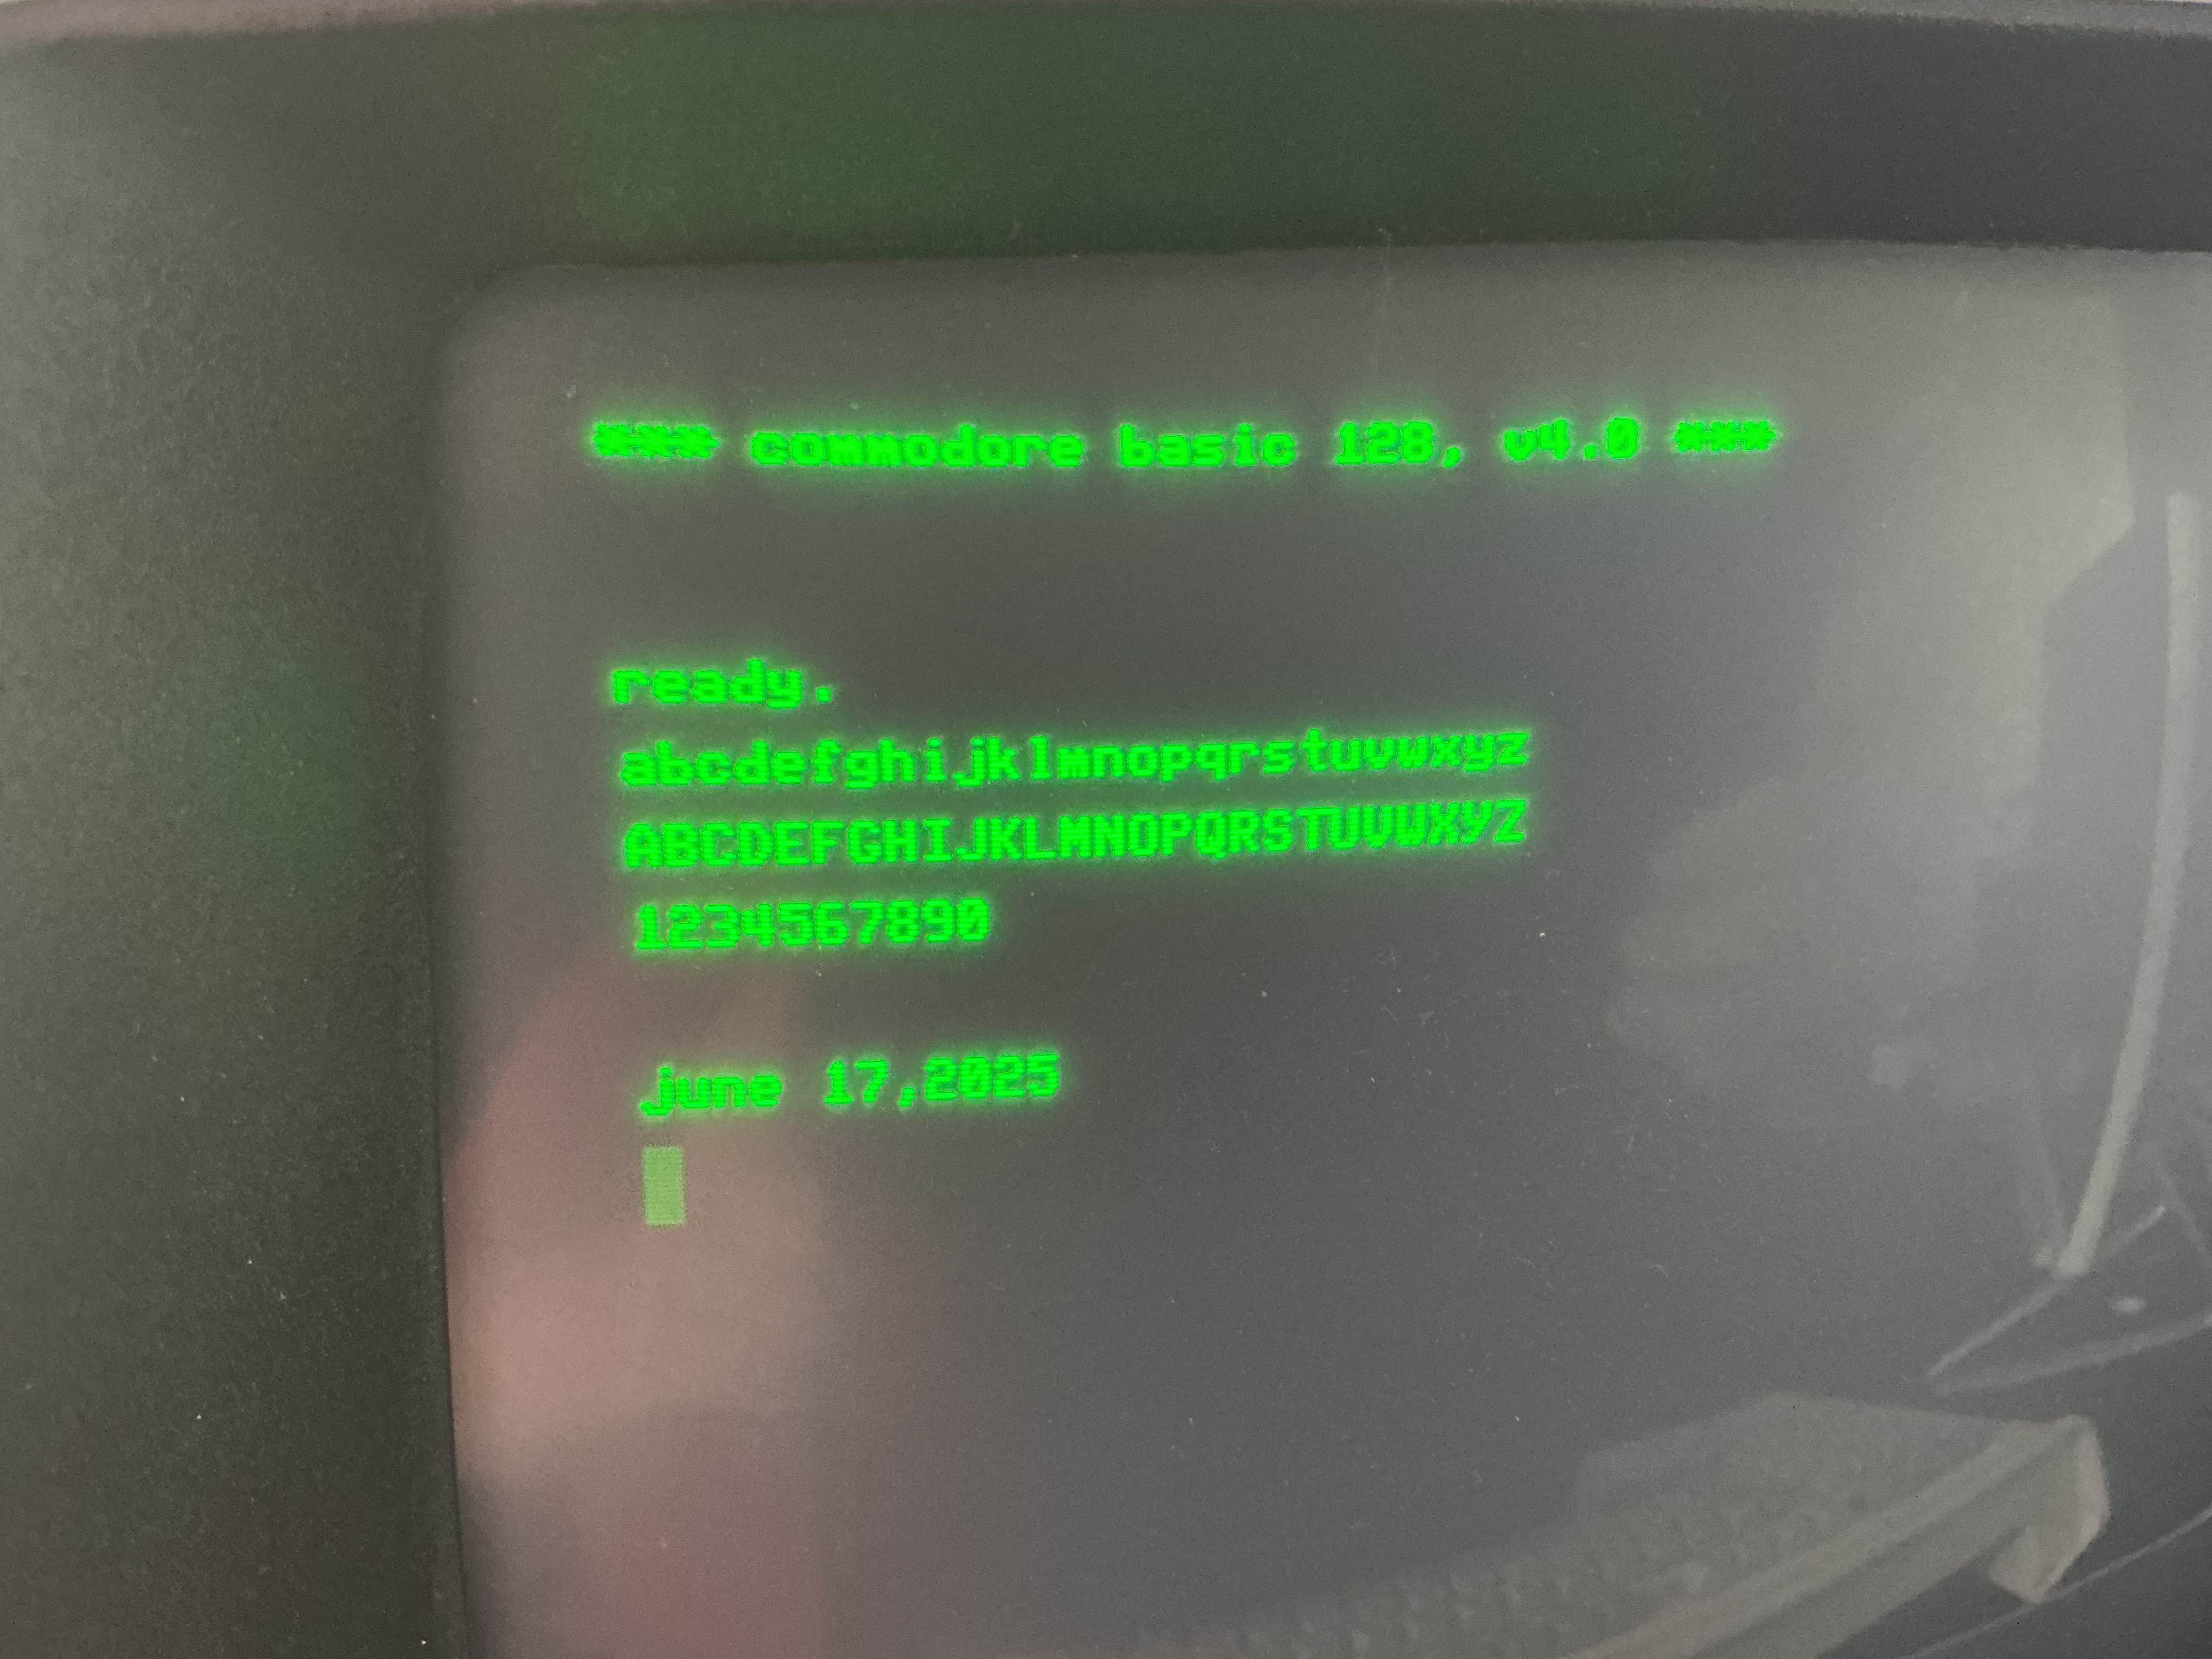 *** commodore basic 128, v4.0 ***
ready.
abcdefghijklmnopqrstuvwxyz
ABCDEFGHIJKLMNOPQRSTUVWXYZ
1234567890
june 17,2025